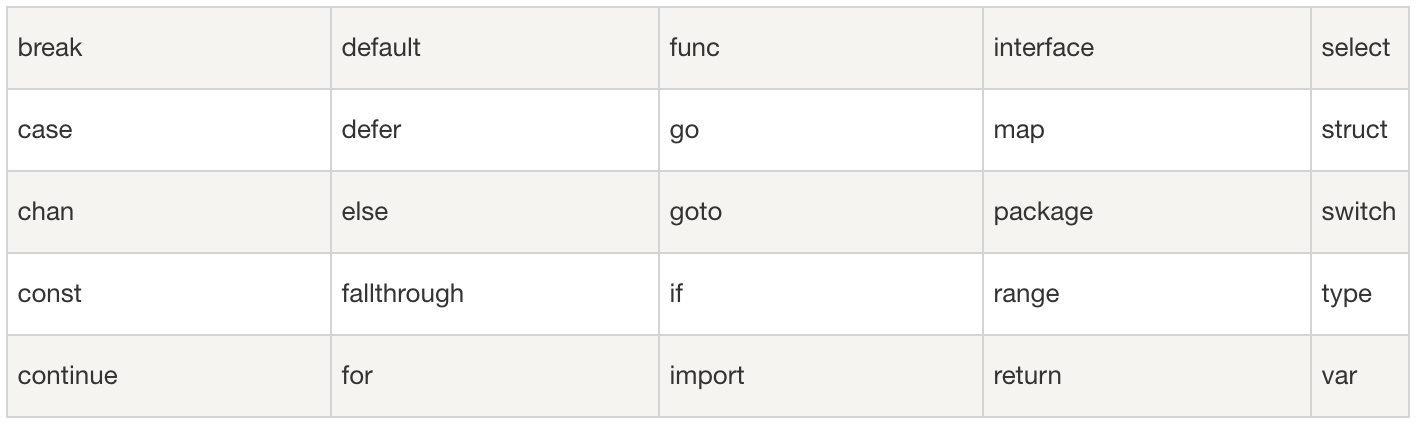 break default func interface select
case defer go map struct
chan else goto package switch
const fallthrough if range type
continue for import return var